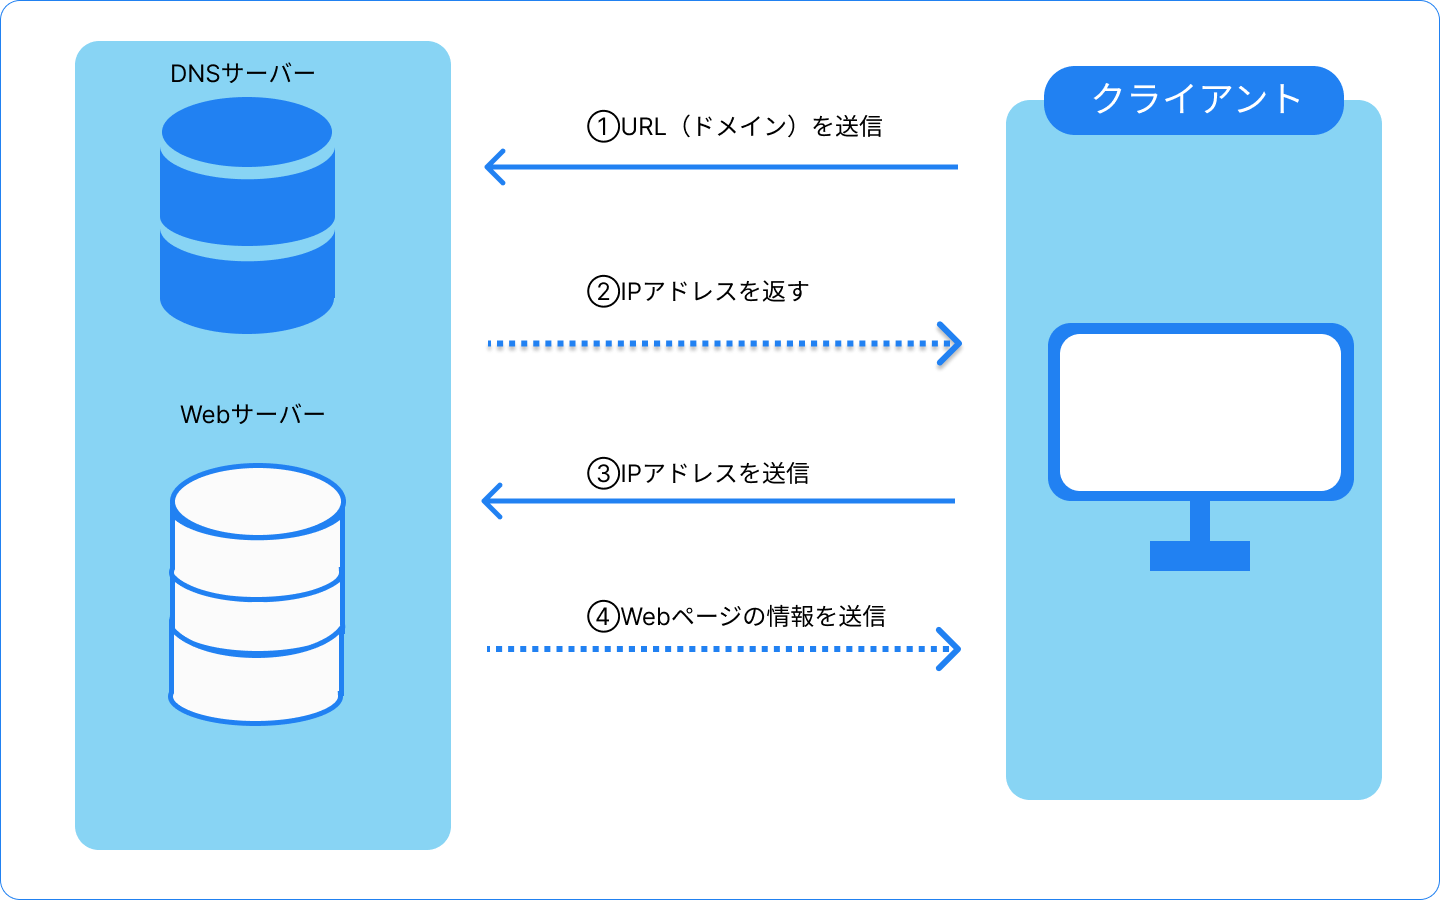 DNSサーバー
クライアント
①URL（ドメイン）を送信
②IPアドレスを返す
Webサーバー
③IPアドレスを送信
④Webページの情報を送信